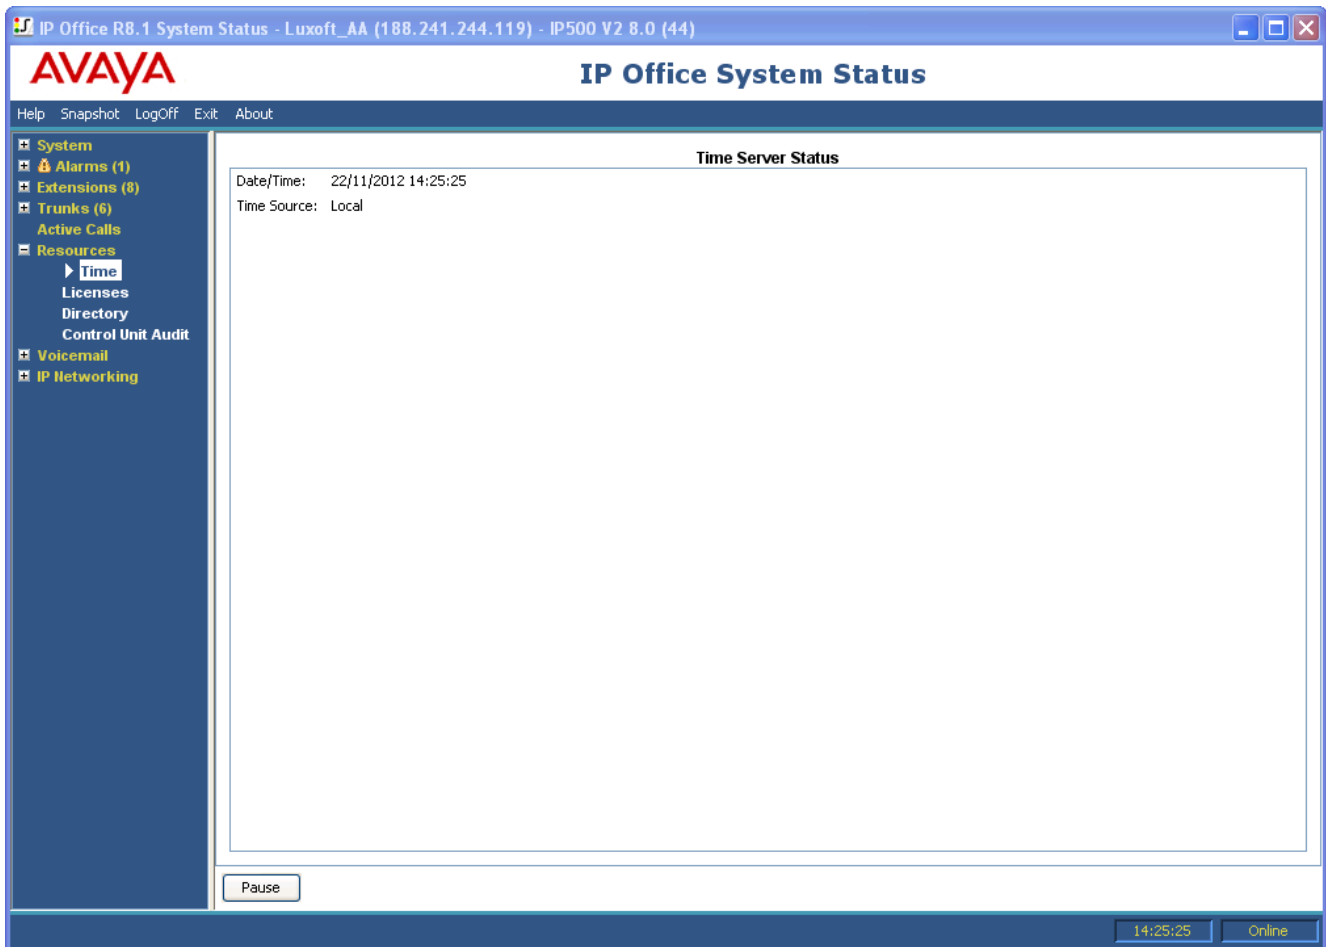 IP Office R8.1 System Status - Luxoft_AA (188.241.244.119) - IP500 V2 8.0 (44)
AVAYA
IP Office System Status
Help Snapshot LogOff Exit About
System
Alarms (1)
Extensions (8)
Trunks (6)
Active Calls
Resources
Time
Licenses
Directory
Control Unit Audit
Voicemail
IP Networking
Time Server Status
Date/Time: 22/11/2012 14:25:25
Time Source: Local
Pause
14:25:25 Online